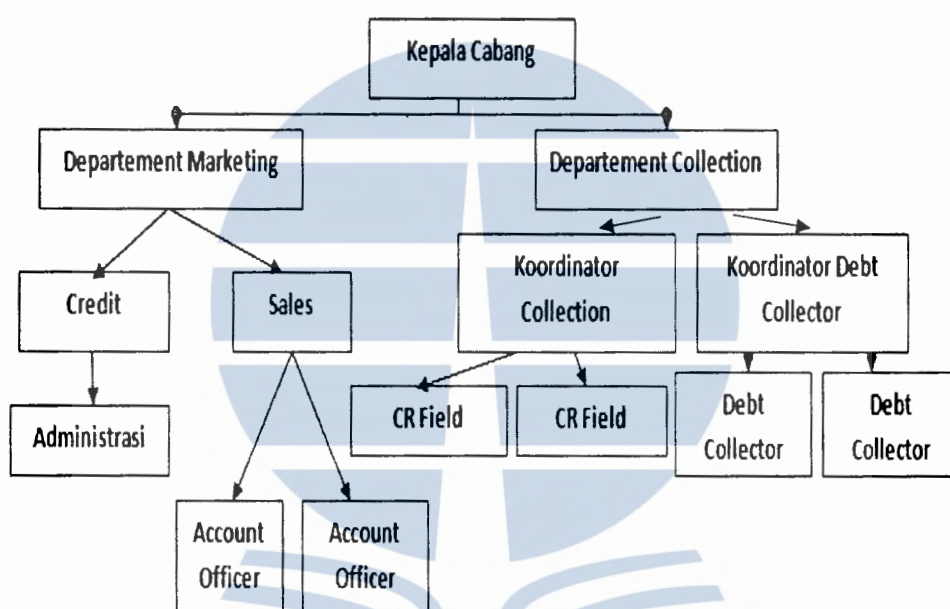 Kepala Cabang
Departement Marketing
Departement Collection
Credit
Sales
Koordinator
Collection
Koordinator Debt
Collector
Administrasi
CR Field
CR Field
Debt
Collector
Debt
Collector
Account
Officer
Account
Officer